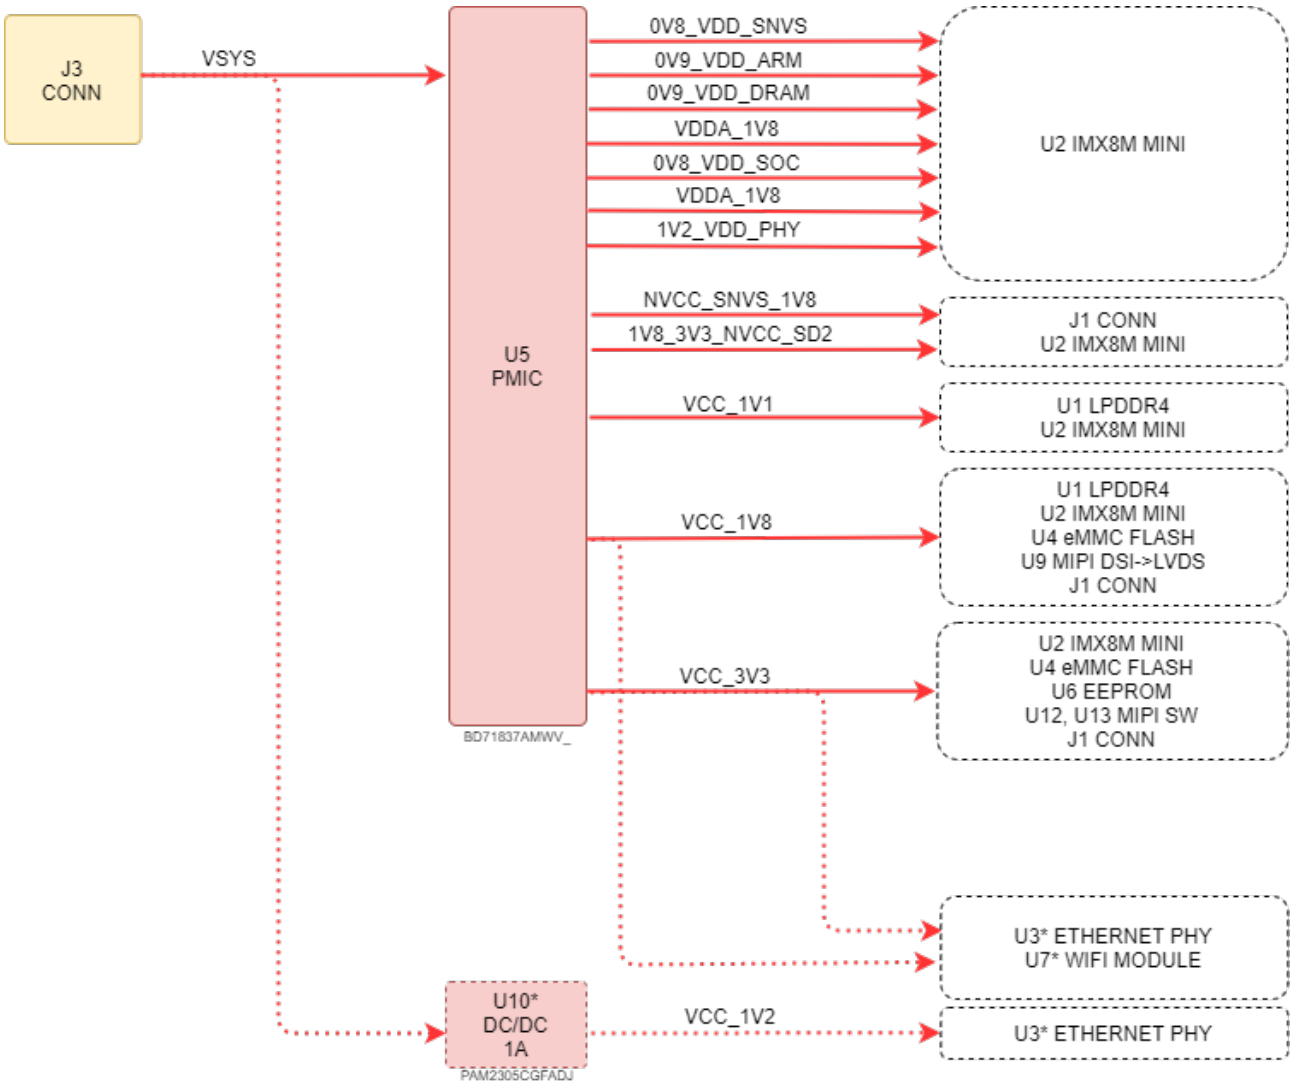 J3
CONN
VSYS
U5
PMIC
BD71837AMWV_
0V8_VDD_SNVS
0V9_VDD_ARM
0V9_VDD_DRAM
VDDA_1V8
0V8_VDD_SOC
VDDA_1V8
1V2_VDD_PHY
U2 IMX8M MINI
NVCC_SNVS_1V8
1V8_3V3_NVCC_SD2
J1 CONN
U2 IMX8M MINI
VCC_1V1
U1 LPDDR4
U2 IMX8M MINI
VCC_1V8
U1 LPDDR4
U2 IMX8M MINI
U4 eMMC FLASH
U9 MIPI DSI->LVDS
J1 CONN
VCC_3V3
U2 IMX8M MINI
U4 eMMC FLASH
U6 EEPROM
U12, U13 MIPI SW
J1 CONN
U3* ETHERNET PHY
U7* WIFI MODULE
U10*
DC/DC
1A
PAM2305CGFADJ
VCC_1V2
U3* ETHERNET PHY